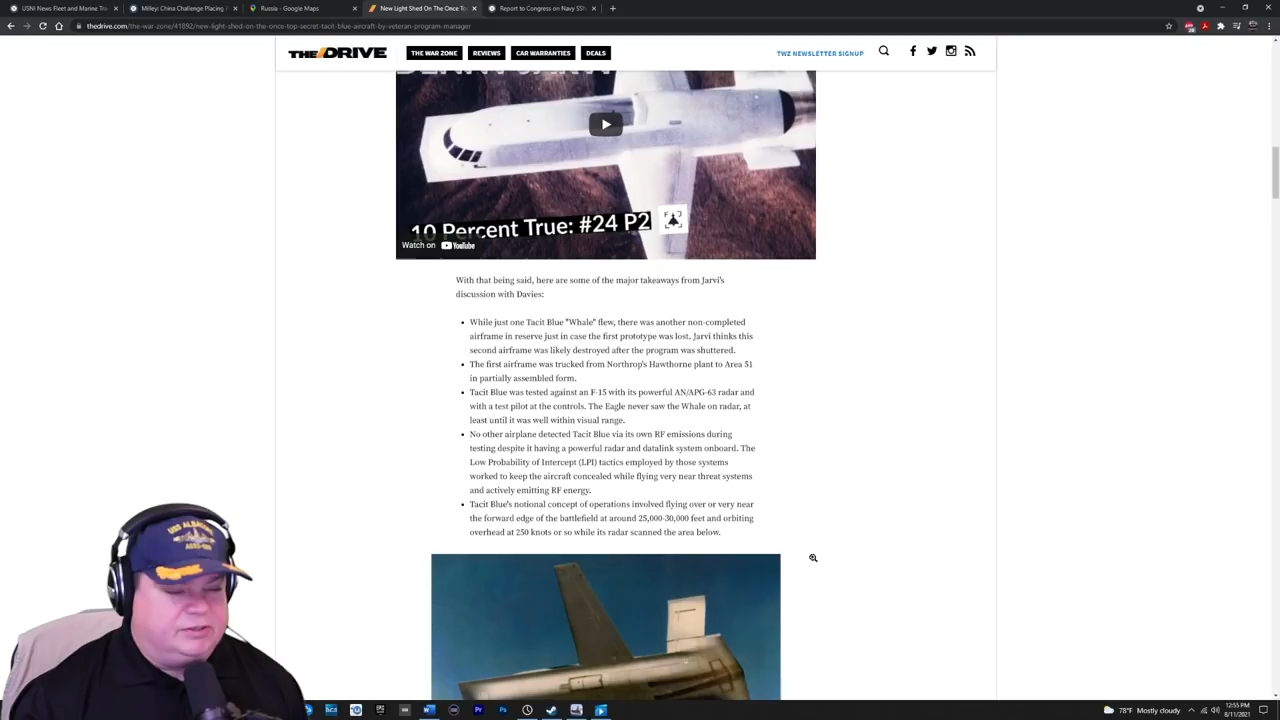 USNI News Fleet and Marine Tra
Milley: China Challenge Placing P
Russia - Google Maps
New Light Shed On The Once To
Report to Congress on Navy SSN
thedrive.com/the-war-zone/41892/new-light-shed-on-the-once-top-secret-tacit-blue-aircraft-by-veteran-program-manager
THE DRIVE
THE WAR ZONE
REVIEWS
CAR WARRANTIES
DEALS
TWZ NEWSLETTER SIGNUP
10 Percent True: #24 P2
Watch on YouTube
With that being said, here are some of the major takeaways from Jarvi's
discussion with Davies:
While just one Tacit Blue "Whale" flew, there was another non-completed
airframe in reserve just in case the first prototype was lost. Jarvi thinks this
second airframe was likely destroyed after the program was shuttered.
The first airframe was trucked from Northrop's Hawthorne plant to Area 51
in partially assembled form.
Tacit Blue was tested against an F-15 with its powerful AN/APG-63 radar and
with a test pilot at the controls. The Eagle never saw the Whale on radar, at
least until it was well within visual range.
No other airplane detected Tacit Blue via its own RF emissions during
testing despite it having a powerful radar and datalink system onboard. The
Low Probability of Intercept (LPI) tactics employed by those systems
worked to keep the aircraft concealed while flying very near threat systems
and actively emitting RF energy.
Tacit Blue's notional concept of operations involved flying over or very near
the forward edge of the battlefield at around 25,000-30,000 feet and orbiting
overhead at 250 knots or so while its radar scanned the area below.
USS ALBACORE
78°F Mostly cloudy
12:55 PM
8/11/2021